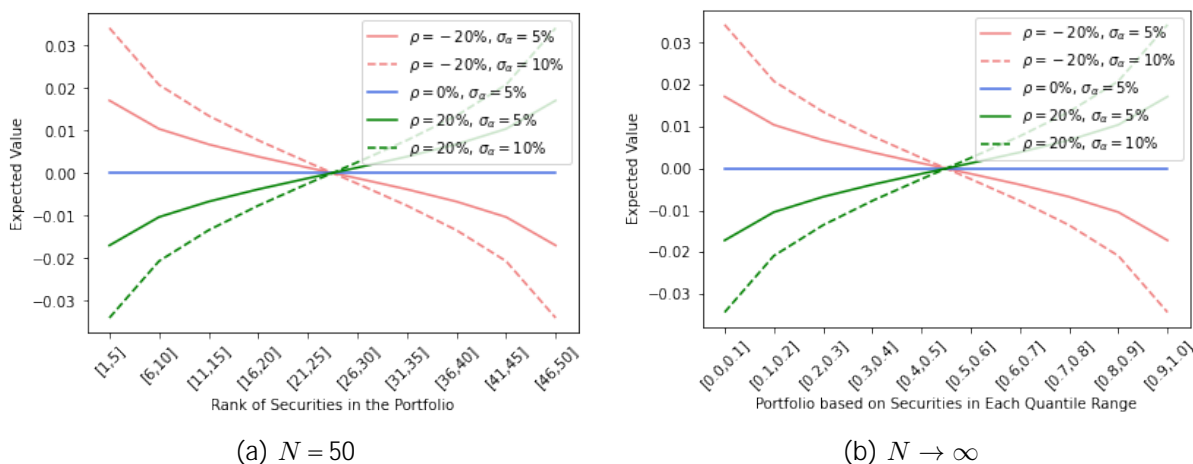 0.03
0.02
0.01
0.00
−0.01
−0.02
−0.03
Expected Value
ρ = −20%, σα = 5%
ρ = −20%, σα = 10%
ρ = 0%, σα = 5%
ρ = 20%, σα = 5%
ρ = 20%, σα = 10%
[1,5]
[6,10]
[11,15]
[16,20]
[21,25]
[26,30]
[31,35]
[36,40]
[41,45]
[46,50]
Rank of Securities in the Portfolio
(a) N = 50
0.03
0.02
0.01
0.00
−0.01
−0.02
−0.03
Expected Value
ρ = −20%, σα = 5%
ρ = −20%, σα = 10%
ρ = 0%, σα = 5%
ρ = 20%, σα = 5%
ρ = 20%, σα = 10%
[0.0,0.1]
[0.1,0.2]
[0.2,0.3]
[0.3,0.4]
[0.4,0.5]
[0.5,0.6]
[0.6,0.7]
[0.7,0.8]
[0.8,0.9]
[0.9,1.0]
Portfolio based on Securities in Each Quantile Range
(b) N → ∞